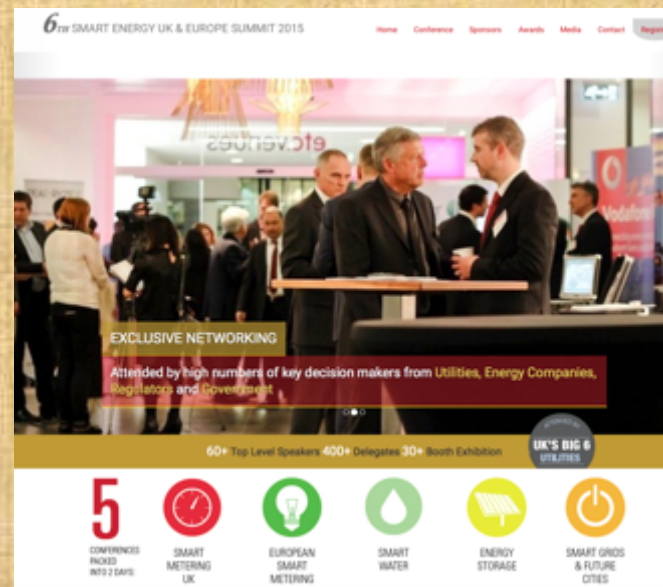 6TH SMART ENERGY UK & EUROPE SUMMIT 2015
Home Conference Sponsors Awards Media Contact Regist
etc.venues
Vodafone
EXCLUSIVE NETWORKING
Attended by high numbers of key decision makers from Utilities, Energy Companies,
Regulators and Government
60+ Top Level Speakers 400+ Delegates 30+ Booth Exhibition
UK'S BIG 6
UTILITIES
5
CONFERENCES
PACKED
INTO 2 DAYS:
SMART
METERING
UK
EUROPEAN
SMART
METERING
SMART
WATER
ENERGY
STORAGE
SMART GRIDS
& FUTURE
CITIES